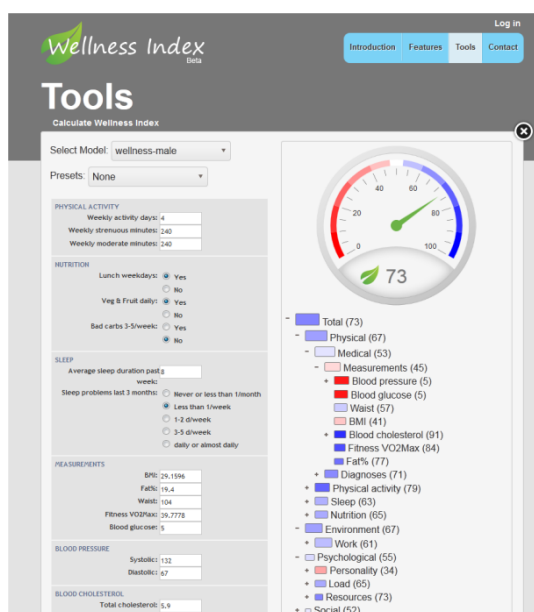 Log in
Wellness Index
Beta
Introduction Features Tools Contact
Tools
Calculate Wellness Index
Select Model: wellness-male
Presets: None
PHYSICAL ACTIVITY
Weekly activity days: 4
Weekly strenuous minutes: 240
Weekly moderate minutes: 240
NUTRITION
Lunch weekdays: Yes
No
Veg & Fruit daily: Yes
No
Bad carbs 3-5/week: Yes
No
SLEEP
Average sleep duration past 8
week:
Sleep problems last 3 months: Never or less than 1/month
Less than 1/week
1-2 d/week
3-5 d/week
daily or almost daily
MEASUREMENTS
BMI: 29.1596
Fat%: 19.4
Waist: 104
Fitness VO2Max: 39.7778
Blood glucose: 5
BLOOD PRESSURE
Systolic: 132
Diastolic: 67
BLOOD CHOLESTEROL
Total cholesterol: 5.9
0 20 40 60 80 100
73
- Total (73)
- Physical (67)
- Medical (53)
- Measurements (45)
+ Blood pressure (5)
Blood glucose (5)
Waist (57)
BMI (41)
+ Blood cholesterol (91)
Fitness VO2Max (84)
Fat% (77)
+ Diagnoses (71)
+ Physical activity (79)
+ Sleep (63)
+ Nutrition (65)
- Environment (67)
+ Work (61)
- Psychological (55)
+ Personality (34)
+ Load (65)
+ Resources (73)
+ Social (52)